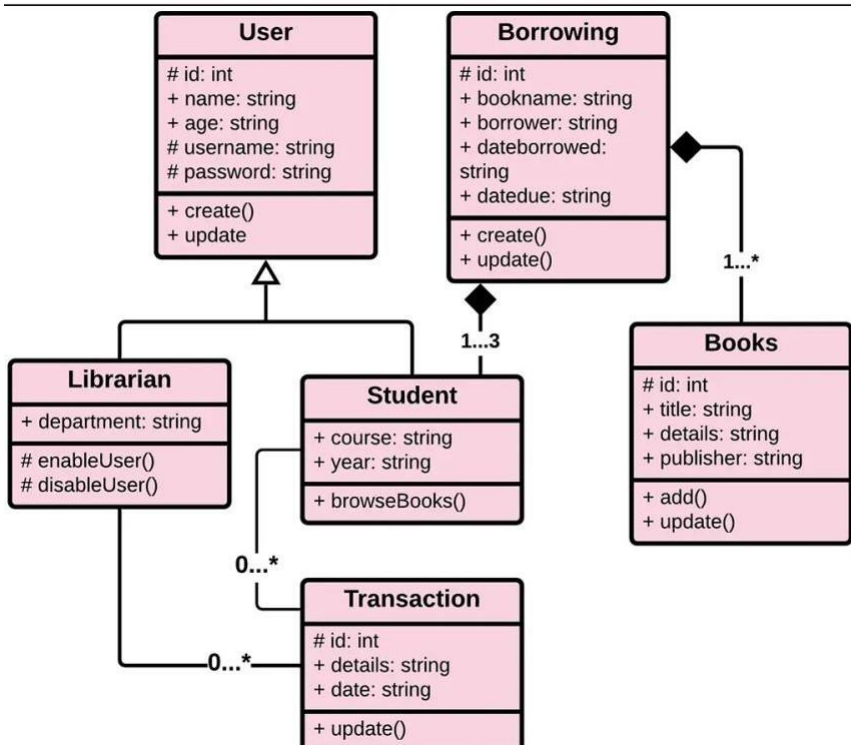 User
# id: int
+ name: string
+ age: string
# username: string
# password: string
+ create()
+ update
Borrowing
# id: int
+ bookname: string
+ borrower: string
+ dateborrowed:
string
+ datedue: string
+ create()
+ update()
1...*
1...3
Books
# id: int
+ title: string
+ details: string
+ publisher: string
+ add()
+ update()
Librarian
+ department: string
# enableUser()
# disableUser()
Student
+ course: string
+ year: string
+ browseBooks()
0...*
0...*
Transaction
# id: int
+ details: string
+ date: string
+ update()